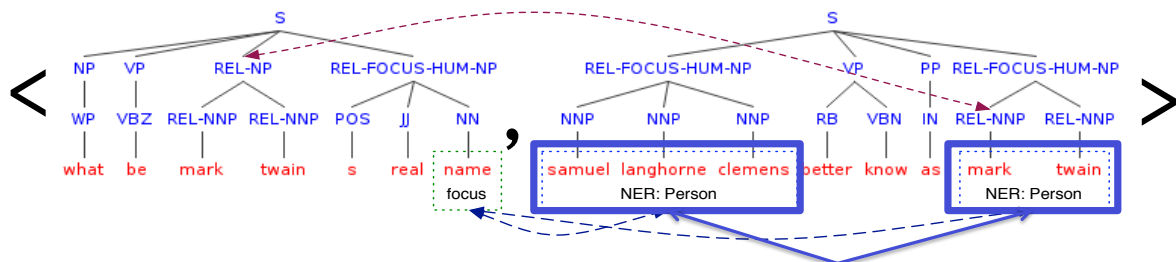 S S
NP VP REL-NP REL-FOCUS-HUM-NP REL-FOCUS-HUM-NP VP PP REL-FOCUS-HUM-NP
< WP VBZ REL-NNP REL-NNP POS JJ NN , NNP NNP NNP RB VBN IN REL-NNP REL-NNP >
what be mark twain s real name samuel langhorne clemens better know as mark twain
focus NER: Person NER: Person